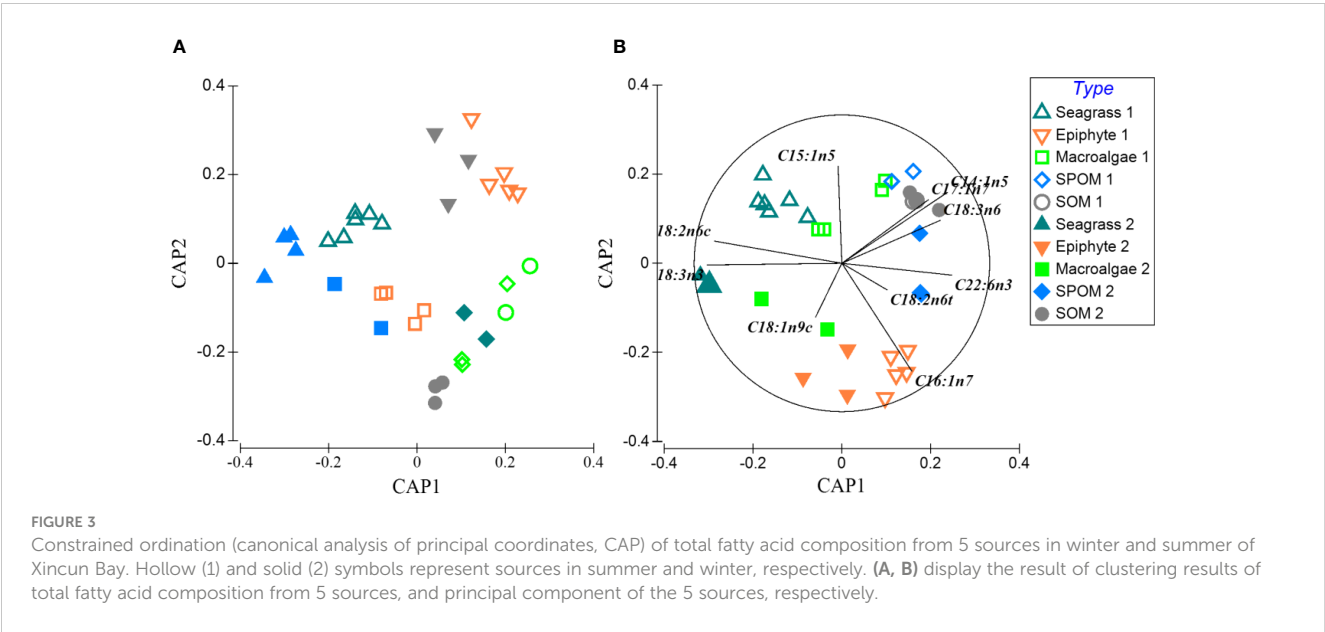 A
B
0.4
0.2
0
-0.2
-0.4
CAP2
-0.4
-0.2
0
0.2
0.4
CAP1
0.4
0.2
0
-0.2
-0.4
CAP2
C15:1n5
C14:1n5
C17:1n7
C18:3n6
18:2n6c
18:3n3
C22:6n3
C18:2n6t
C18:1n9c
C16:1n7
-0.4
-0.2
0
0.2
0.4
CAP1
Type
Seagrass 1
Epiphyte 1
Macroalgae 1
SPOM 1
SOM 1
Seagrass 2
Epiphyte 2
Macroalgae 2
SPOM 2
SOM 2
FIGURE 3
Constrained ordination (canonical analysis of principal coordinates, CAP) of total fatty acid composition from 5 sources in winter and summer of
Xincun Bay. Hollow (1) and solid (2) symbols represent sources in summer and winter, respectively. (A, B) display the result of clustering results of
total fatty acid composition from 5 sources, and principal component of the 5 sources, respectively.